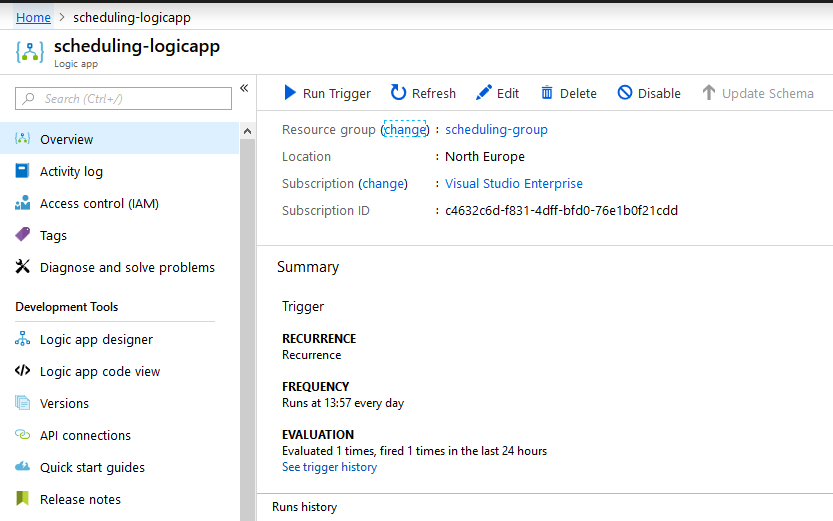 Home > scheduling-logicapp
scheduling-logicapp
Logic app
Search (Ctrl+/)
«
Overview
Activity log
Access control (IAM)
Tags
Diagnose and solve problems
Development Tools
Logic app designer
Logic app code view
Versions
API connections
Quick start guides
Release notes
Run Trigger Refresh Edit Delete Disable Update Schema
Resource group (change) : scheduling-group
Location : North Europe
Subscription (change) : Visual Studio Enterprise
Subscription ID : c4632c6d-f831-4dff-bfd0-76e1b0f21cdd
Summary
Trigger
RECURRENCE
Recurrence
FREQUENCY
Runs at 13:57 every day
EVALUATION
Evaluated 1 times, fired 1 times in the last 24 hours
See trigger history
Runs history